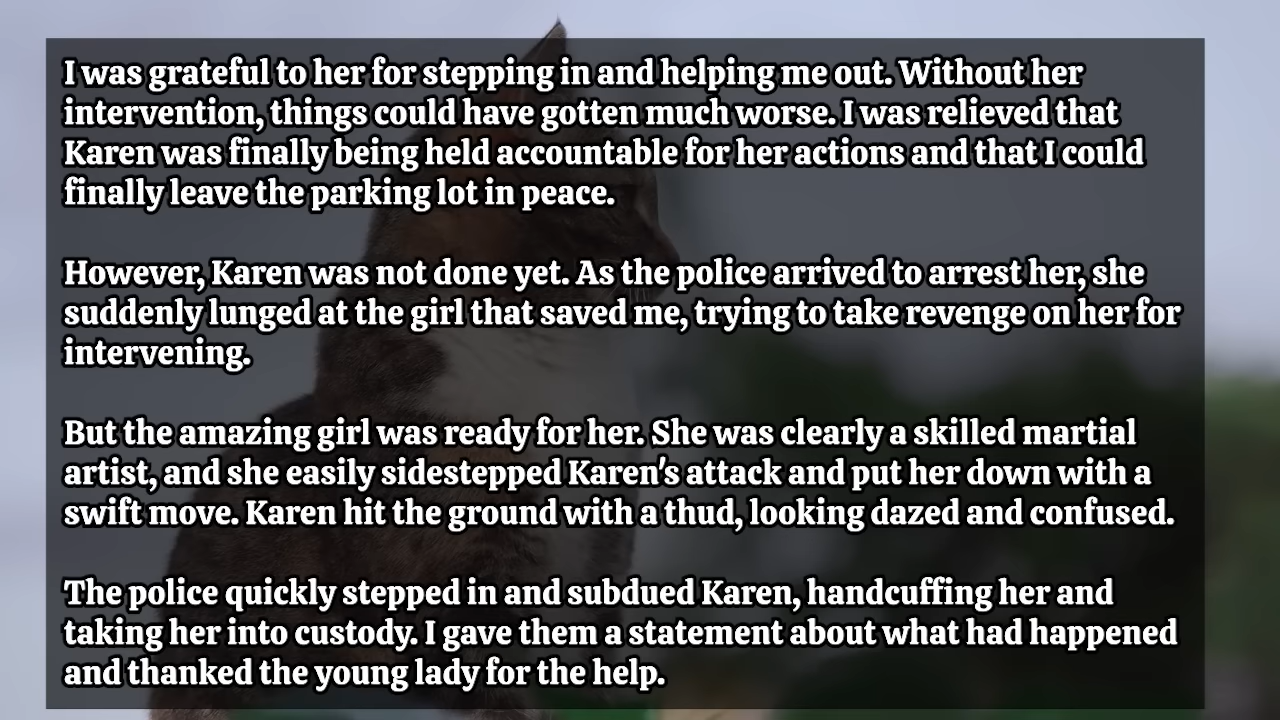 I was grateful to her for stepping in and helping me out. Without her
intervention, things could have gotten much worse. I was relieved that
Karen was finally being held accountable for her actions and that I could
finally leave the parking lot in peace.
However, Karen was not done yet. As the police arrived to arrest her, she
suddenly lunged at the girl that saved me, trying to take revenge on her for
intervening.
But the amazing girl was ready for her. She was clearly a skilled martial
artist, and she easily sidestepped Karen's attack and put her down with a
swift move. Karen hit the ground with a thud, looking dazed and confused.
The police quickly stepped in and subdued Karen, handcuffing her and
taking her into custody. I gave them a statement about what had happened
and thanked the young lady for the help.